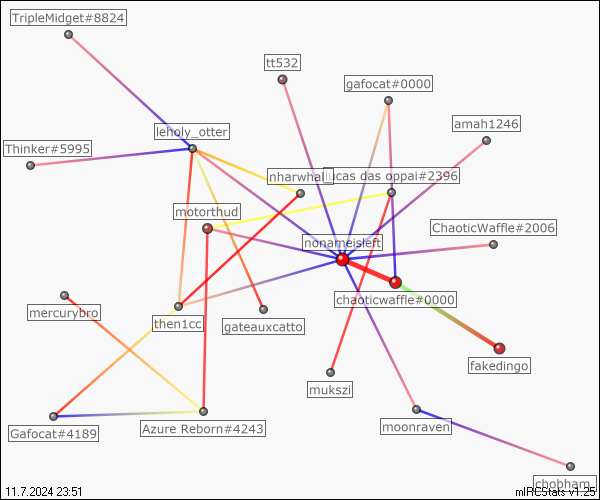 TripleMidget#8824
tt532
gafocat#0000
amah1246
leholy_otter
Thinker#5995
nharwhal
lucas das oppai#2396
motorthud
ChaoticWaffle#2006
nonameisleft
chaoticwaffle#0000
mercurybro
then1cc
gateauxcatto
fakedingo
mukszi
Gafocat#4189
Azure Reborn#4243
moonraven
chobham
11.7.2024 23:51
mIRCStats v1.25